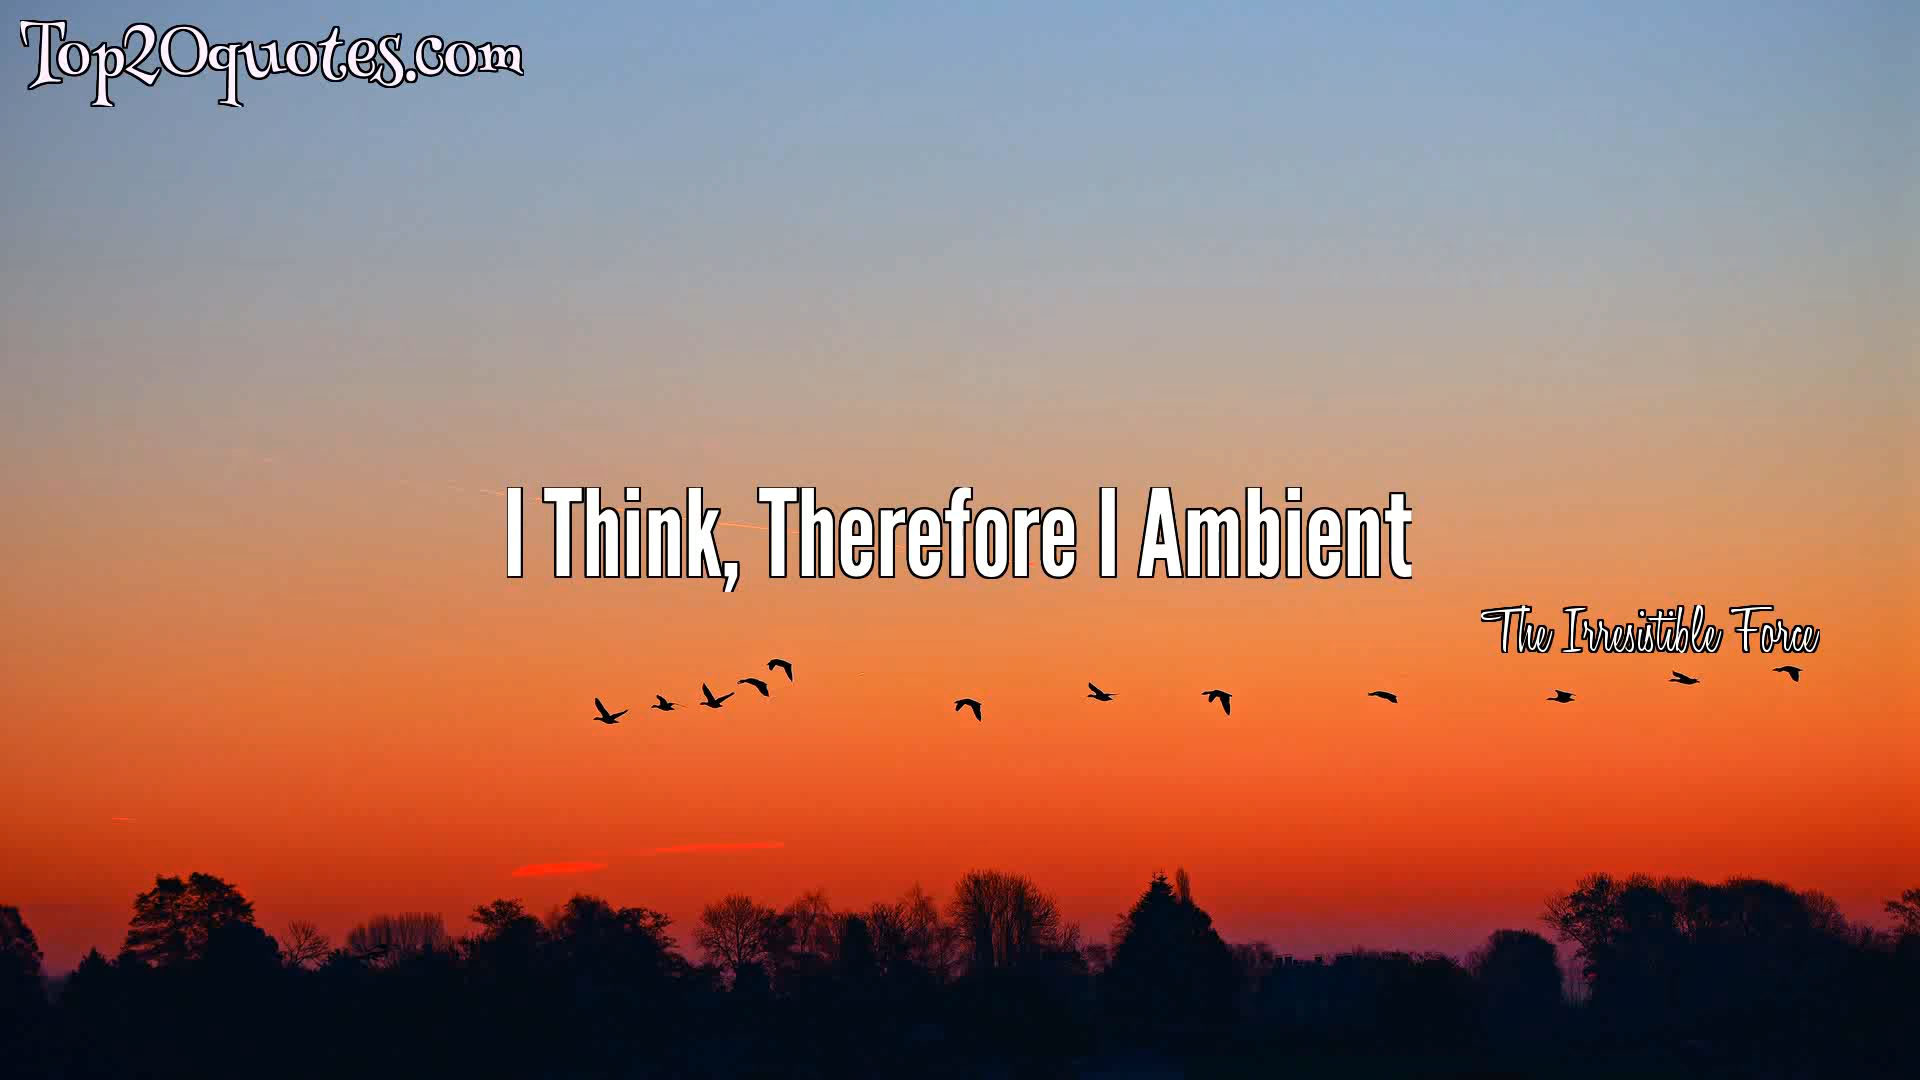 Top20quotes.com
I Think, Therefore I Ambient
The Irresistible Force